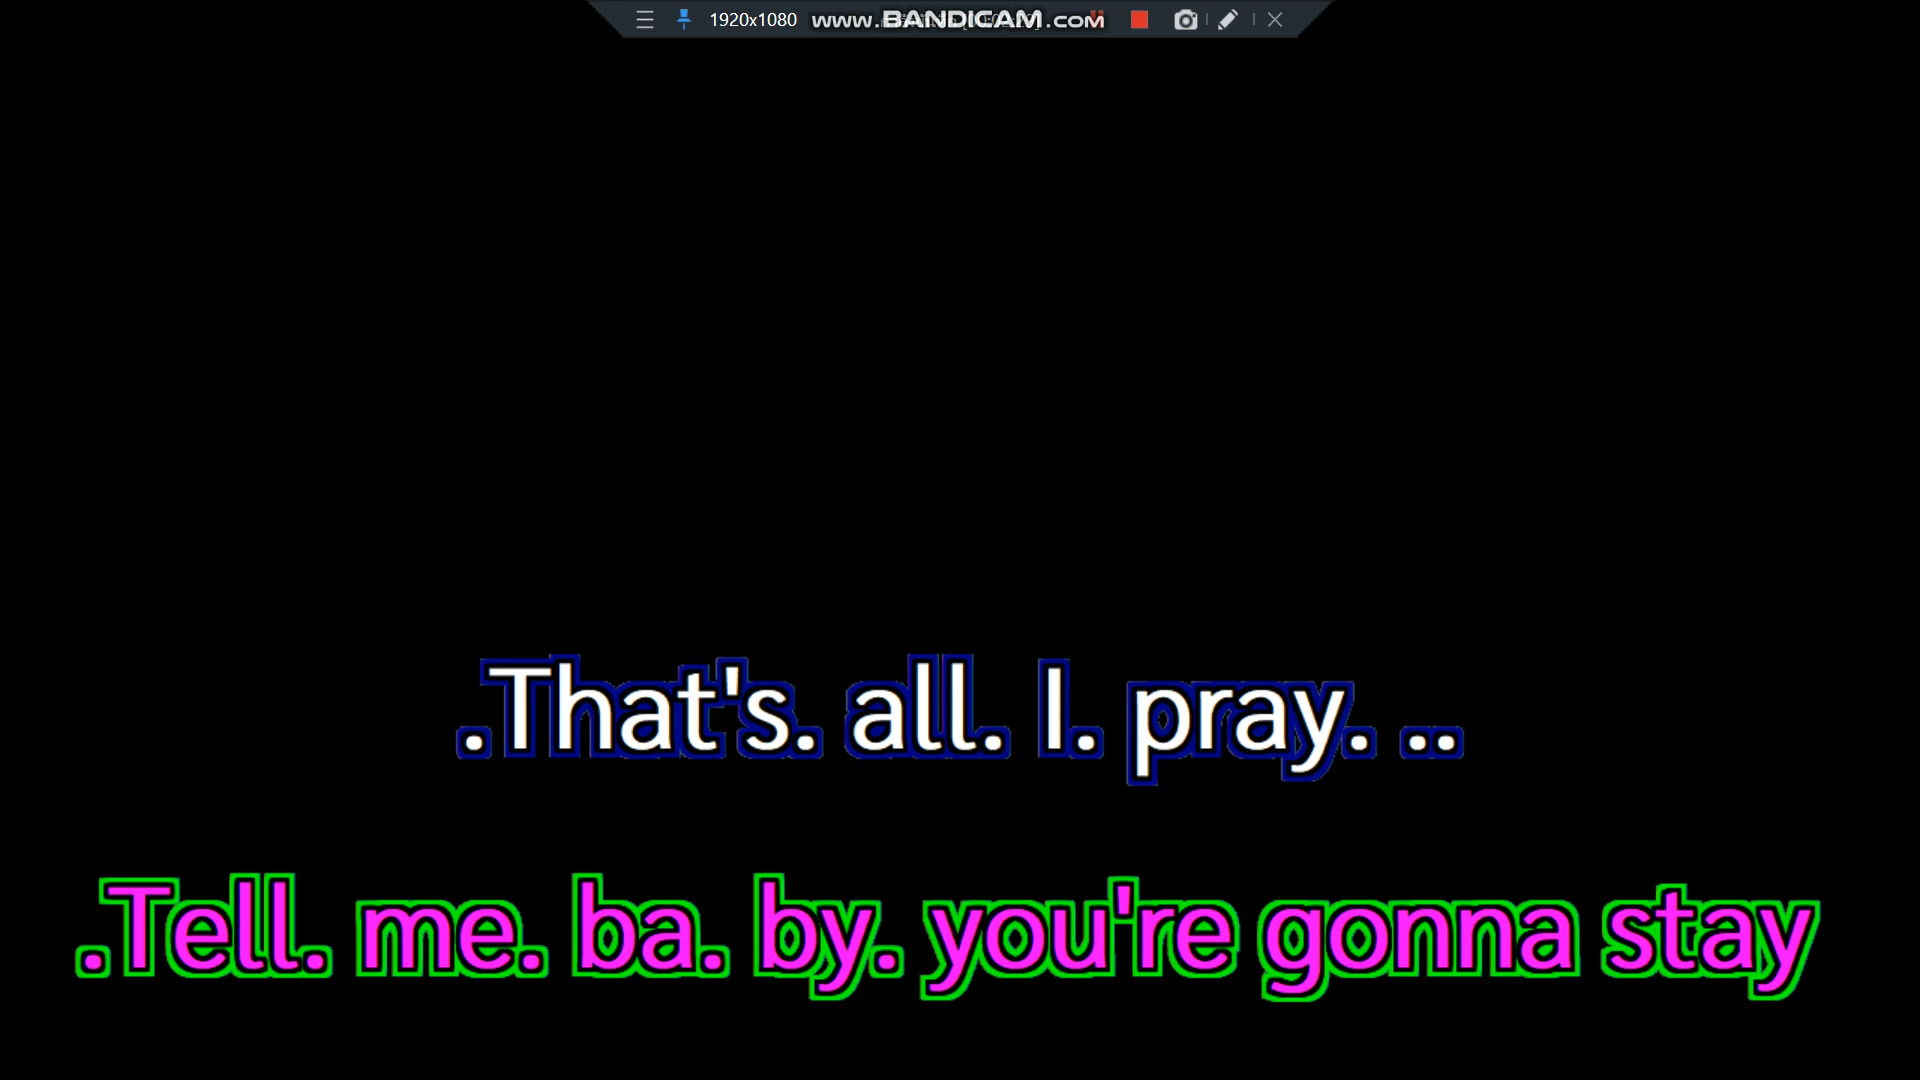 1920x1080 www.BANDICAM.com
.That's. all. I. pray. ..
.Tell. me. ba. by. you're gonna stay